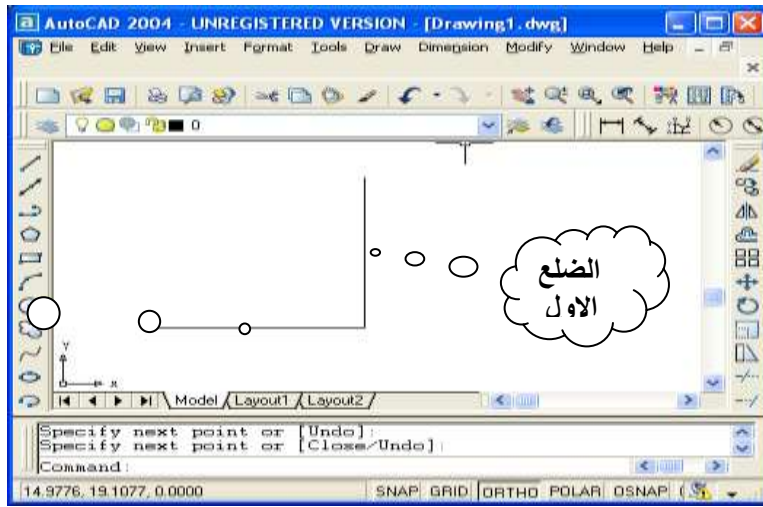 AutoCAD 2004 - UNREGISTERED VERSION - [Drawing1.dwg]
File Edit View Insert Format Tools Draw Dimension Modify Window Help
0
الضلع
الاول
Y
X
Model Layout1 Layout2
Specify next point or [Undo]:
Specify next point or [Close/Undo]:
Command:
14.9776, 19.1077, 0.0000 SNAP GRID ORTHO POLAR OSNAP